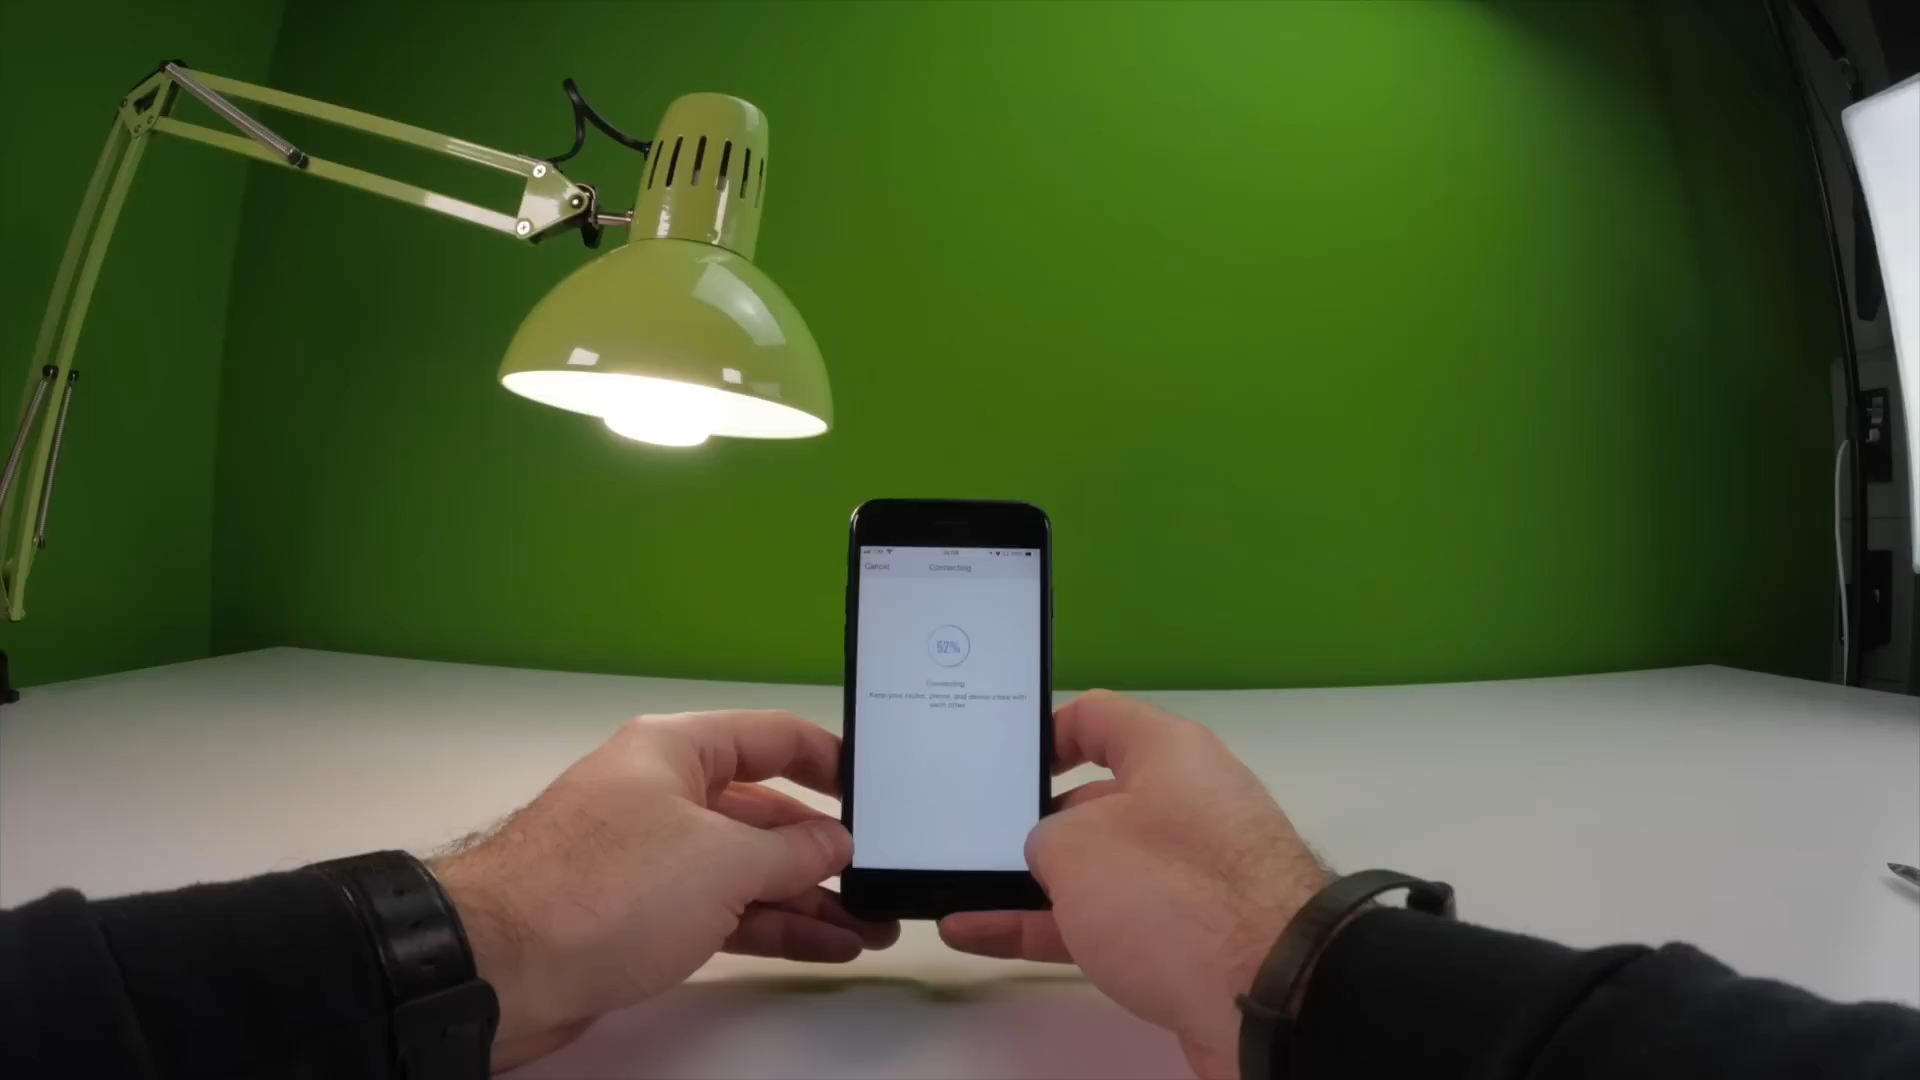 Cancel Connecting
52%
Connecting
Keep your router, phone, and device close with
each other